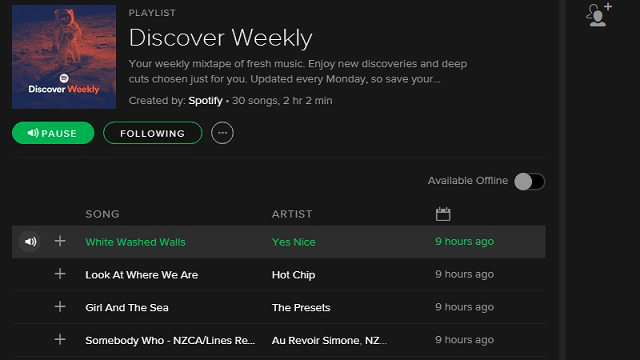 PLAYLIST
Discover Weekly
Your weekly mixtape of fresh music. Enjoy new discoveries and deep
cuts chosen just for you. Updated every Monday, so save your...
Created by: Spotify • 30 songs, 2 hr 2 min
Discover Weekly
PAUSE FOLLOWING ...
Available Offline
SONG ARTIST
White Washed Walls Yes Nice 9 hours ago
Look At Where We Are Hot Chip 9 hours ago
Girl And The Sea The Presets 9 hours ago
Somebody Who - NZCA/Lines Re... Au Revoir Simone, NZ... 9 hours ago